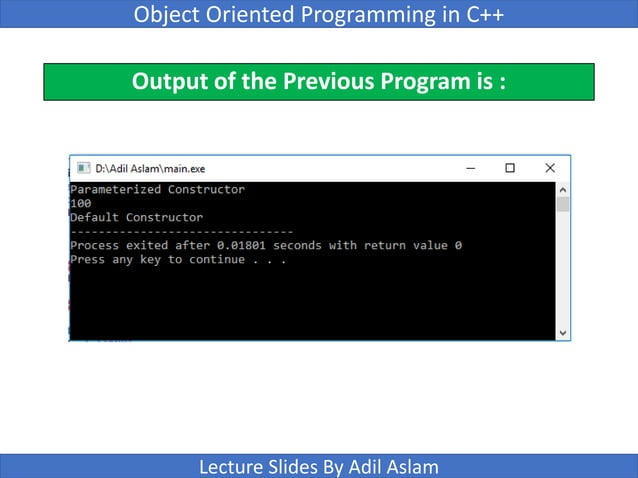 Object Oriented Programming in C++
Output of the Previous Program is :
D:\Adil Aslam\main.exe
Parameterized Constructor
100
Default Constructor
--------------------------------
Process exited after 0.01801 seconds with return value 0
Press any key to continue . . .
Lecture Slides By Adil Aslam